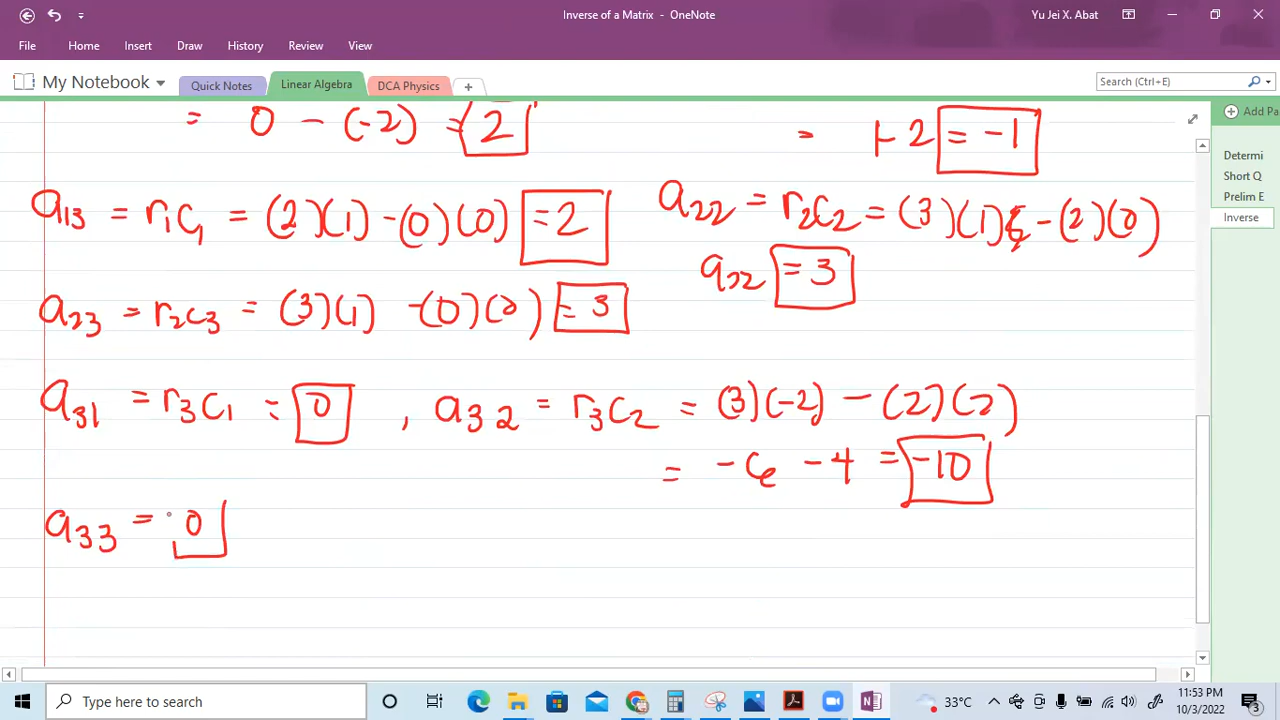 Inverse of a Matrix - OneNote
Yu Jei X. Abat
File Home Insert Draw History Review View
My Notebook
Quick Notes
Linear Algebra
DCA Physics
+
Search (Ctrl+E)
Add Pa
Determi
Short Q
Prelim E
Inverse
= 0 - (-2) = 2
= 1-2 = -1
a13 = r1c1 = (2)(1) - (0)(0) = 2
a22 = r2c2 = (3)(1) - (2)(0)
a22 = 3
a23 = r2c3 = (3)(1) - (0)(2) = 3
a31 = r3c1 = 0 , a32 = r3c2 = (3)(-2) - (2)(2)
= -6 - 4 = -10
a33 = 0
Type here to search
33°C
11:53 PM
10/3/2022
3